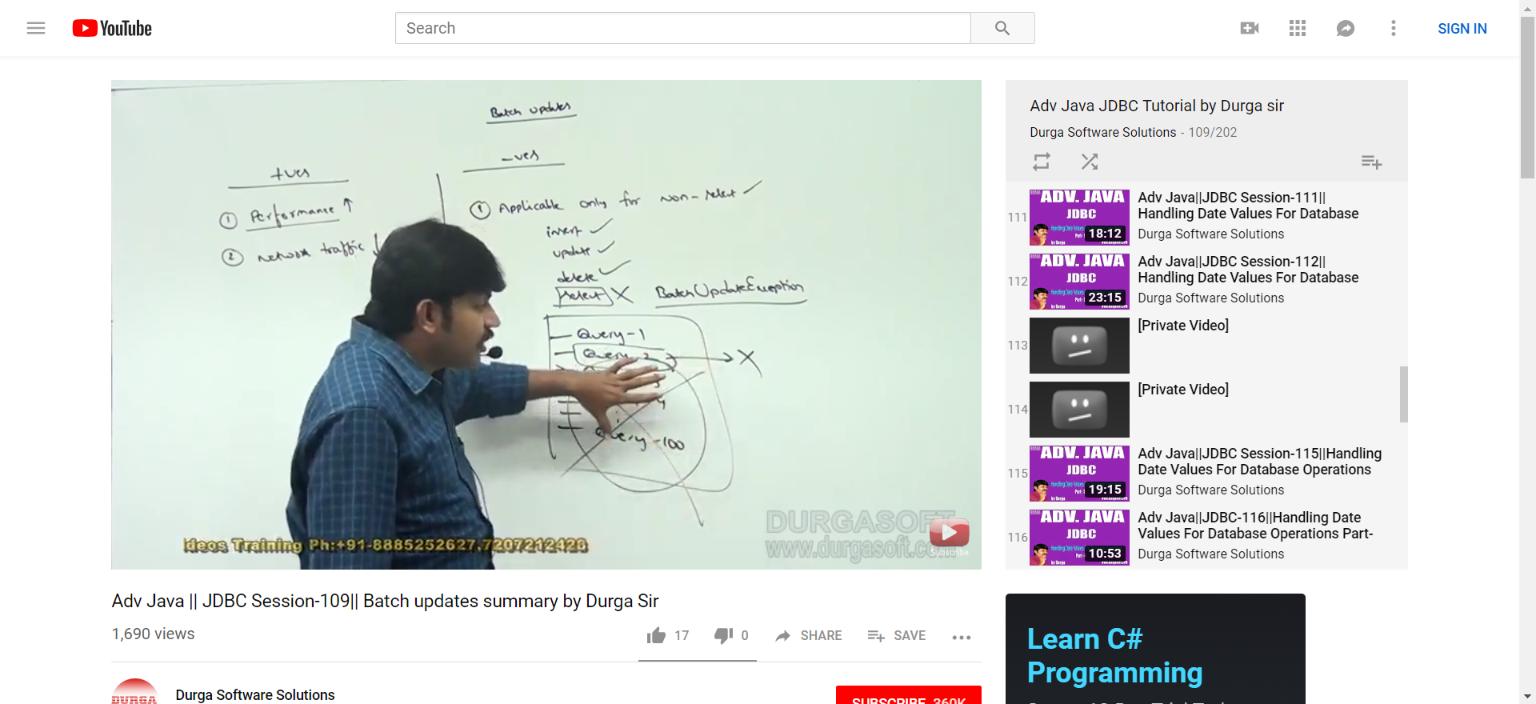 YouTube
Search
SIGN IN
Batch updates
+ves
-ves
① Performance ↑
② network traffic ↓
① Applicable only for non-select ✓
insert ✓
update ✓
delete ✓
select X BatchUpdateException
Query-1
→ X
Query-100
DURGASOFT
www.durgasoft.co
ideos Training Ph:+91-8885252627,7207212428
Adv Java || JDBC Session-109|| Batch updates summary by Durga Sir
1,690 views
17
0
SHARE
SAVE
DURGA
Durga Software Solutions
SUBSCRIBE 360K
Adv Java JDBC Tutorial by Durga sir
Durga Software Solutions - 109/202
111
ADV. JAVA
JDBC
18:12
Adv Java||JDBC Session-111||
Handling Date Values For Database
Durga Software Solutions
112
ADV. JAVA
JDBC
23:15
Adv Java||JDBC Session-112||
Handling Date Values For Database
Durga Software Solutions
113
[Private Video]
114
[Private Video]
115
ADV. JAVA
JDBC
19:15
Adv Java||JDBC Session-115||Handling
Date Values For Database Operations
Durga Software Solutions
116
ADV. JAVA
JDBC
10:53
Adv Java||JDBC-116||Handling Date
Values For Database Operations Part-
Durga Software Solutions
Learn C#
Programming